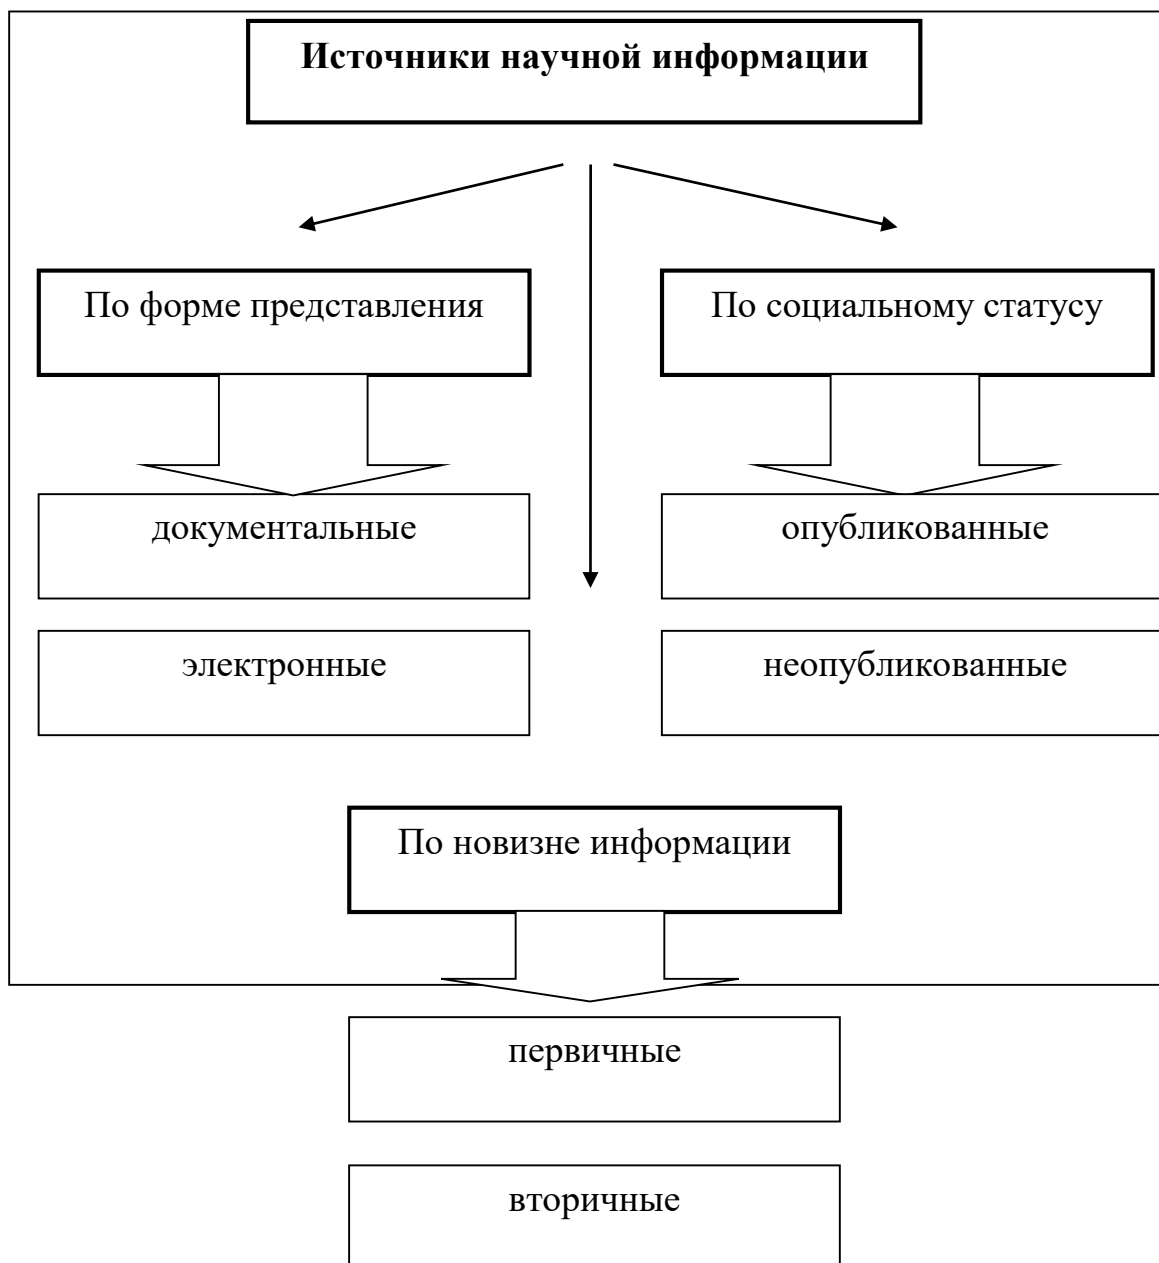 Источники научной информации
По форме представления
По социальному статусу
документальные
опубликованные
электронные
неопубликованные
По новизне информации
первичные
вторичные